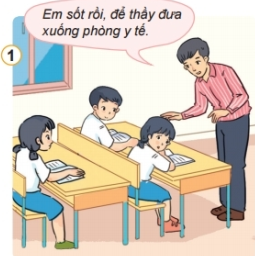 Em sốt rồi, để thầy đưa
xuống phòng y tế.
1